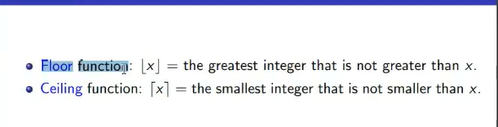 Floor function: ⌊x⌋ = the greatest integer that is not greater than x.
Ceiling function: ⌈x⌉ = the smallest integer that is not smaller than x.